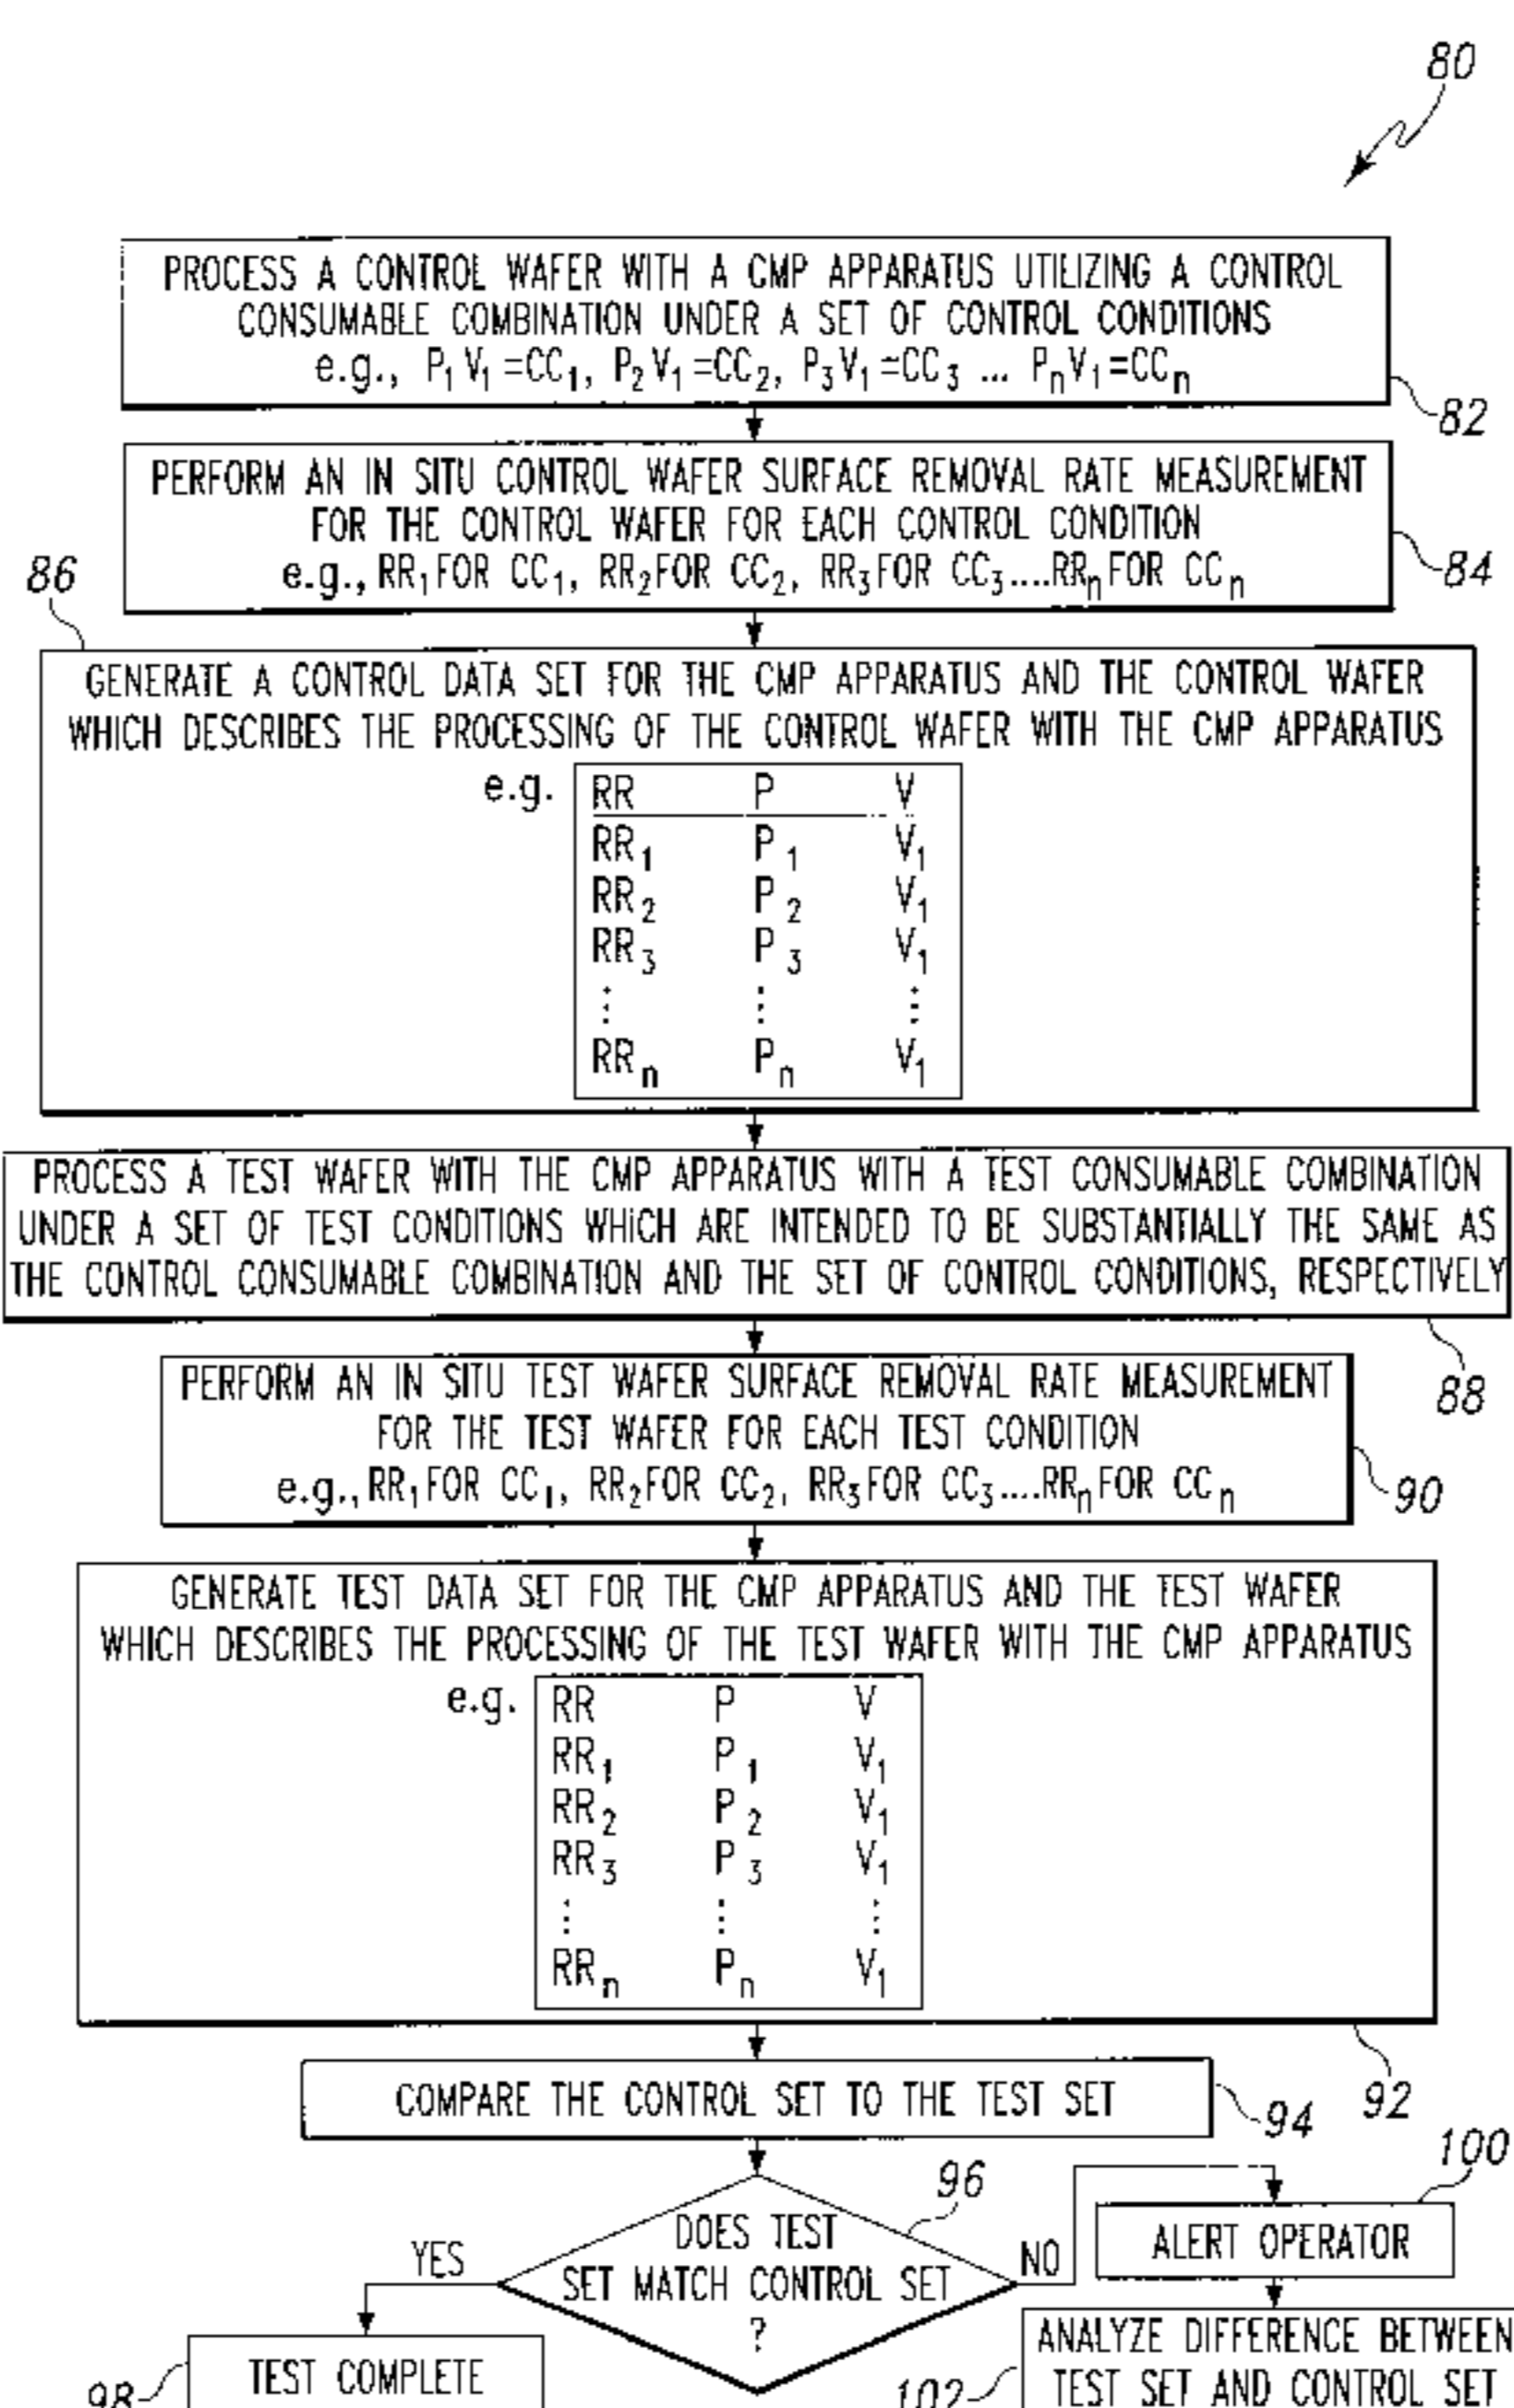 80
PROCESS A CONTROL WAFER WITH A CMP APPARATUS UTILIZING A CONTROL
CONSUMABLE COMBINATION UNDER A SET OF CONTROL CONDITIONS
e.g., P₁V₁=CC₁, P₂V₁=CC₂, P₃V₁=CC₃ ... PₙV₁=CCₙ
82
PERFORM AN IN SITU CONTROL WAFER SURFACE REMOVAL RATE MEASUREMENT
FOR THE CONTROL WAFER FOR EACH CONTROL CONDITION
e.g., RR₁ FOR CC₁, RR₂ FOR CC₂, RR₃ FOR CC₃....RRₙ FOR CCₙ
84
86
GENERATE A CONTROL DATA SET FOR THE CMP APPARATUS AND THE CONTROL WAFER
WHICH DESCRIBES THE PROCESSING OF THE CONTROL WAFER WITH THE CMP APPARATUS
e.g. RR P V
RR₁ P₁ V₁
RR₂ P₂ V₁
RR₃ P₃ V₁
⋮ ⋮ ⋮
RRₙ Pₙ V₁
PROCESS A TEST WAFER WITH THE CMP APPARATUS WITH A TEST CONSUMABLE COMBINATION
UNDER A SET OF TEST CONDITIONS WHICH ARE INTENDED TO BE SUBSTANTIALLY THE SAME AS
THE CONTROL CONSUMABLE COMBINATION AND THE SET OF CONTROL CONDITIONS, RESPECTIVELY
88
PERFORM AN IN SITU TEST WAFER SURFACE REMOVAL RATE MEASUREMENT
FOR THE TEST WAFER FOR EACH TEST CONDITION
e.g., RR₁ FOR CC₁, RR₂ FOR CC₂, RR₃ FOR CC₃....RRₙ FOR CCₙ
90
GENERATE TEST DATA SET FOR THE CMP APPARATUS AND THE TEST WAFER
WHICH DESCRIBES THE PROCESSING OF THE TEST WAFER WITH THE CMP APPARATUS
e.g. RR P V
RR₁ P₁ V₁
RR₂ P₂ V₁
RR₃ P₃ V₁
⋮ ⋮ ⋮
RRₙ Pₙ V₁
92
COMPARE THE CONTROL SET TO THE TEST SET
94
96
DOES TEST
SET MATCH CONTROL SET
?
YES
NO
100
ALERT OPERATOR
98
TEST COMPLETE
102
ANALYZE DIFFERENCE BETWEEN
TEST SET AND CONTROL SET